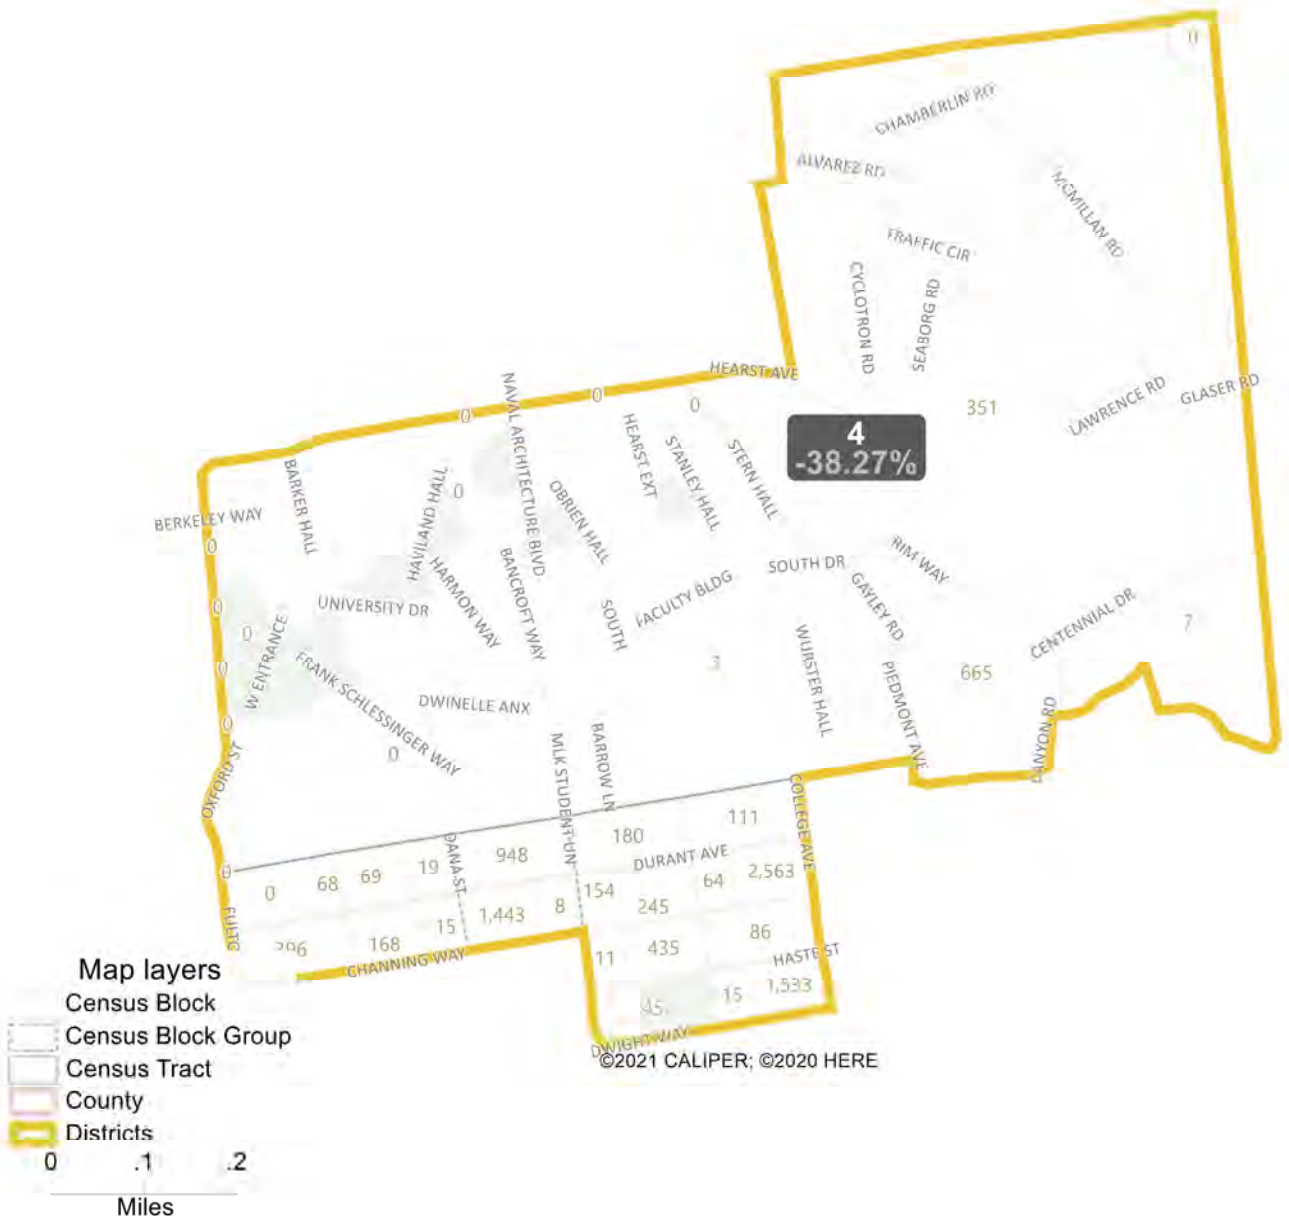 0
CHAMBERLIN RD
ALVAREZ RD
MCMILLAN RD
TRAFFIC CIR
CYCLOTRON RD
SEABORG RD
HEARST AVE
NAVAL ARCHITECTURE BLVD
0
0
0
351
LAWRENCE RD
GLASER RD
4
-38.27%
HEARST EXT
STANLEY HALL
STERN HALL
BARKER HALL
HAVILAND HALL
0
OBRIEN HALL
BERKELEY WAY
0
BANCROFT WAY
HARMON WAY
FACULTY BLDG
SOUTH DR
RIM WAY
GAYLEY RD
UNIVERSITY DR
0
SOUTH
CENTENNIAL DR
7
0
W ENTRANCE
WURSTER HALL
FRANK SCHLESSINGER WAY
0
3
665
PIEDMONT AVE
DWINELLE ANX
0
0
MLK STUDENT UN
BARROW LN
OXFORD ST
COLLEGE AVE
111
180
948
DANA ST
DURANT AVE
0
0
68
69
19
64
2,563
154
245
1,443
8
15
168
435
86
11
CHANNING WAY
HASTE ST
15
1,533
DWIGHT WAY
©2021 CALIPER; ©2020 HERE
Map layers
Census Block
Census Block Group
Census Tract
County
Districts
0 .1 .2
Miles